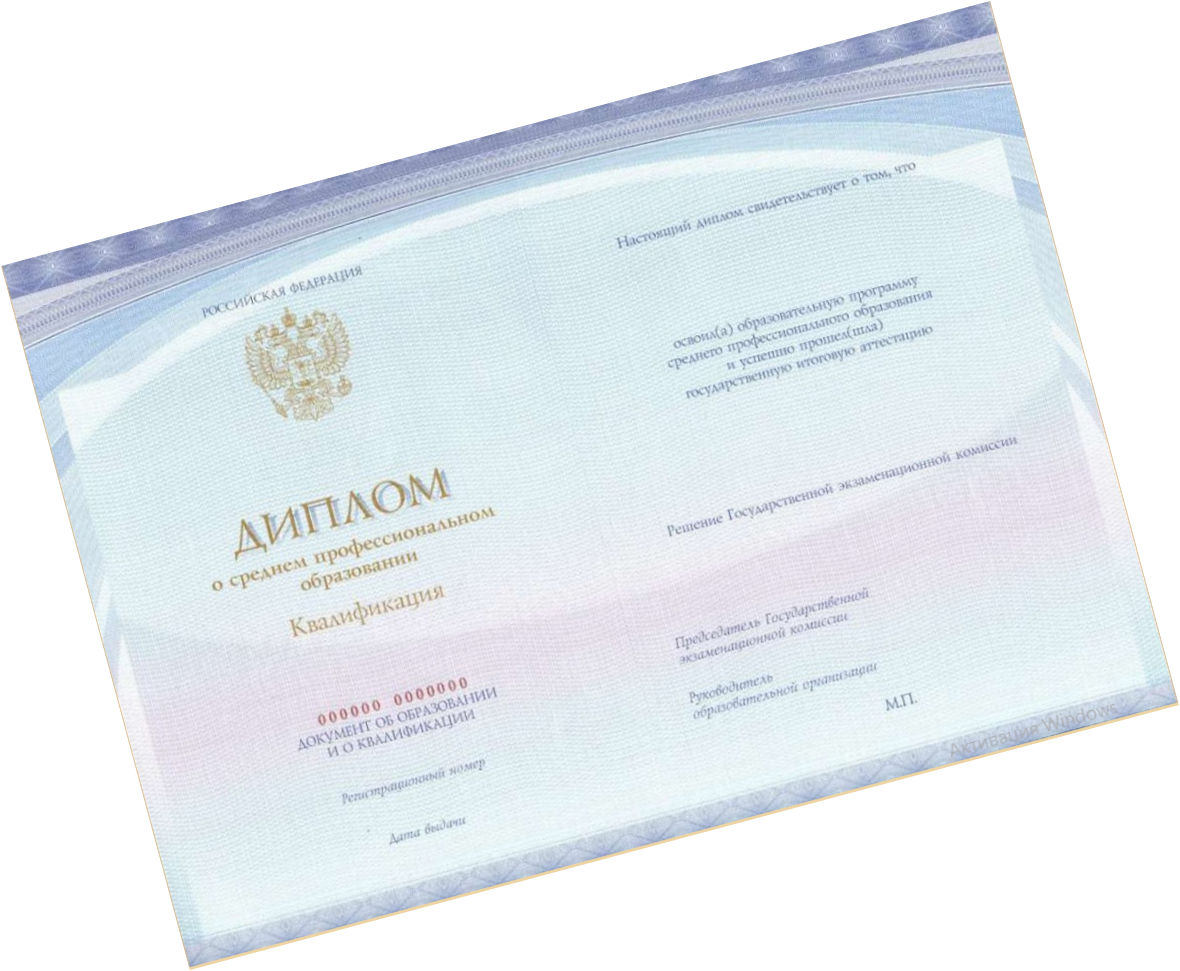 РОССИЙСКАЯ ФЕДЕРАЦИЯ
ДИПЛОМ
о среднем профессиональном
образовании
Квалификация
000000 0000000
ДОКУМЕНТ ОБ ОБРАЗОВАНИИ
И О КВАЛИФИКАЦИИ
Регистрационный номер
Дата выдачи
Настоящий диплом свидетельствует о том, что
освоил(а) образовательную программу
среднего профессионального образования
и успешно прошел(шла)
государственную итоговую аттестацию
Решение Государственной экзаменационной комиссии
Председатель Государственной
экзаменационной комиссии
Руководитель
образовательной организации
М.П.
Активация Windows